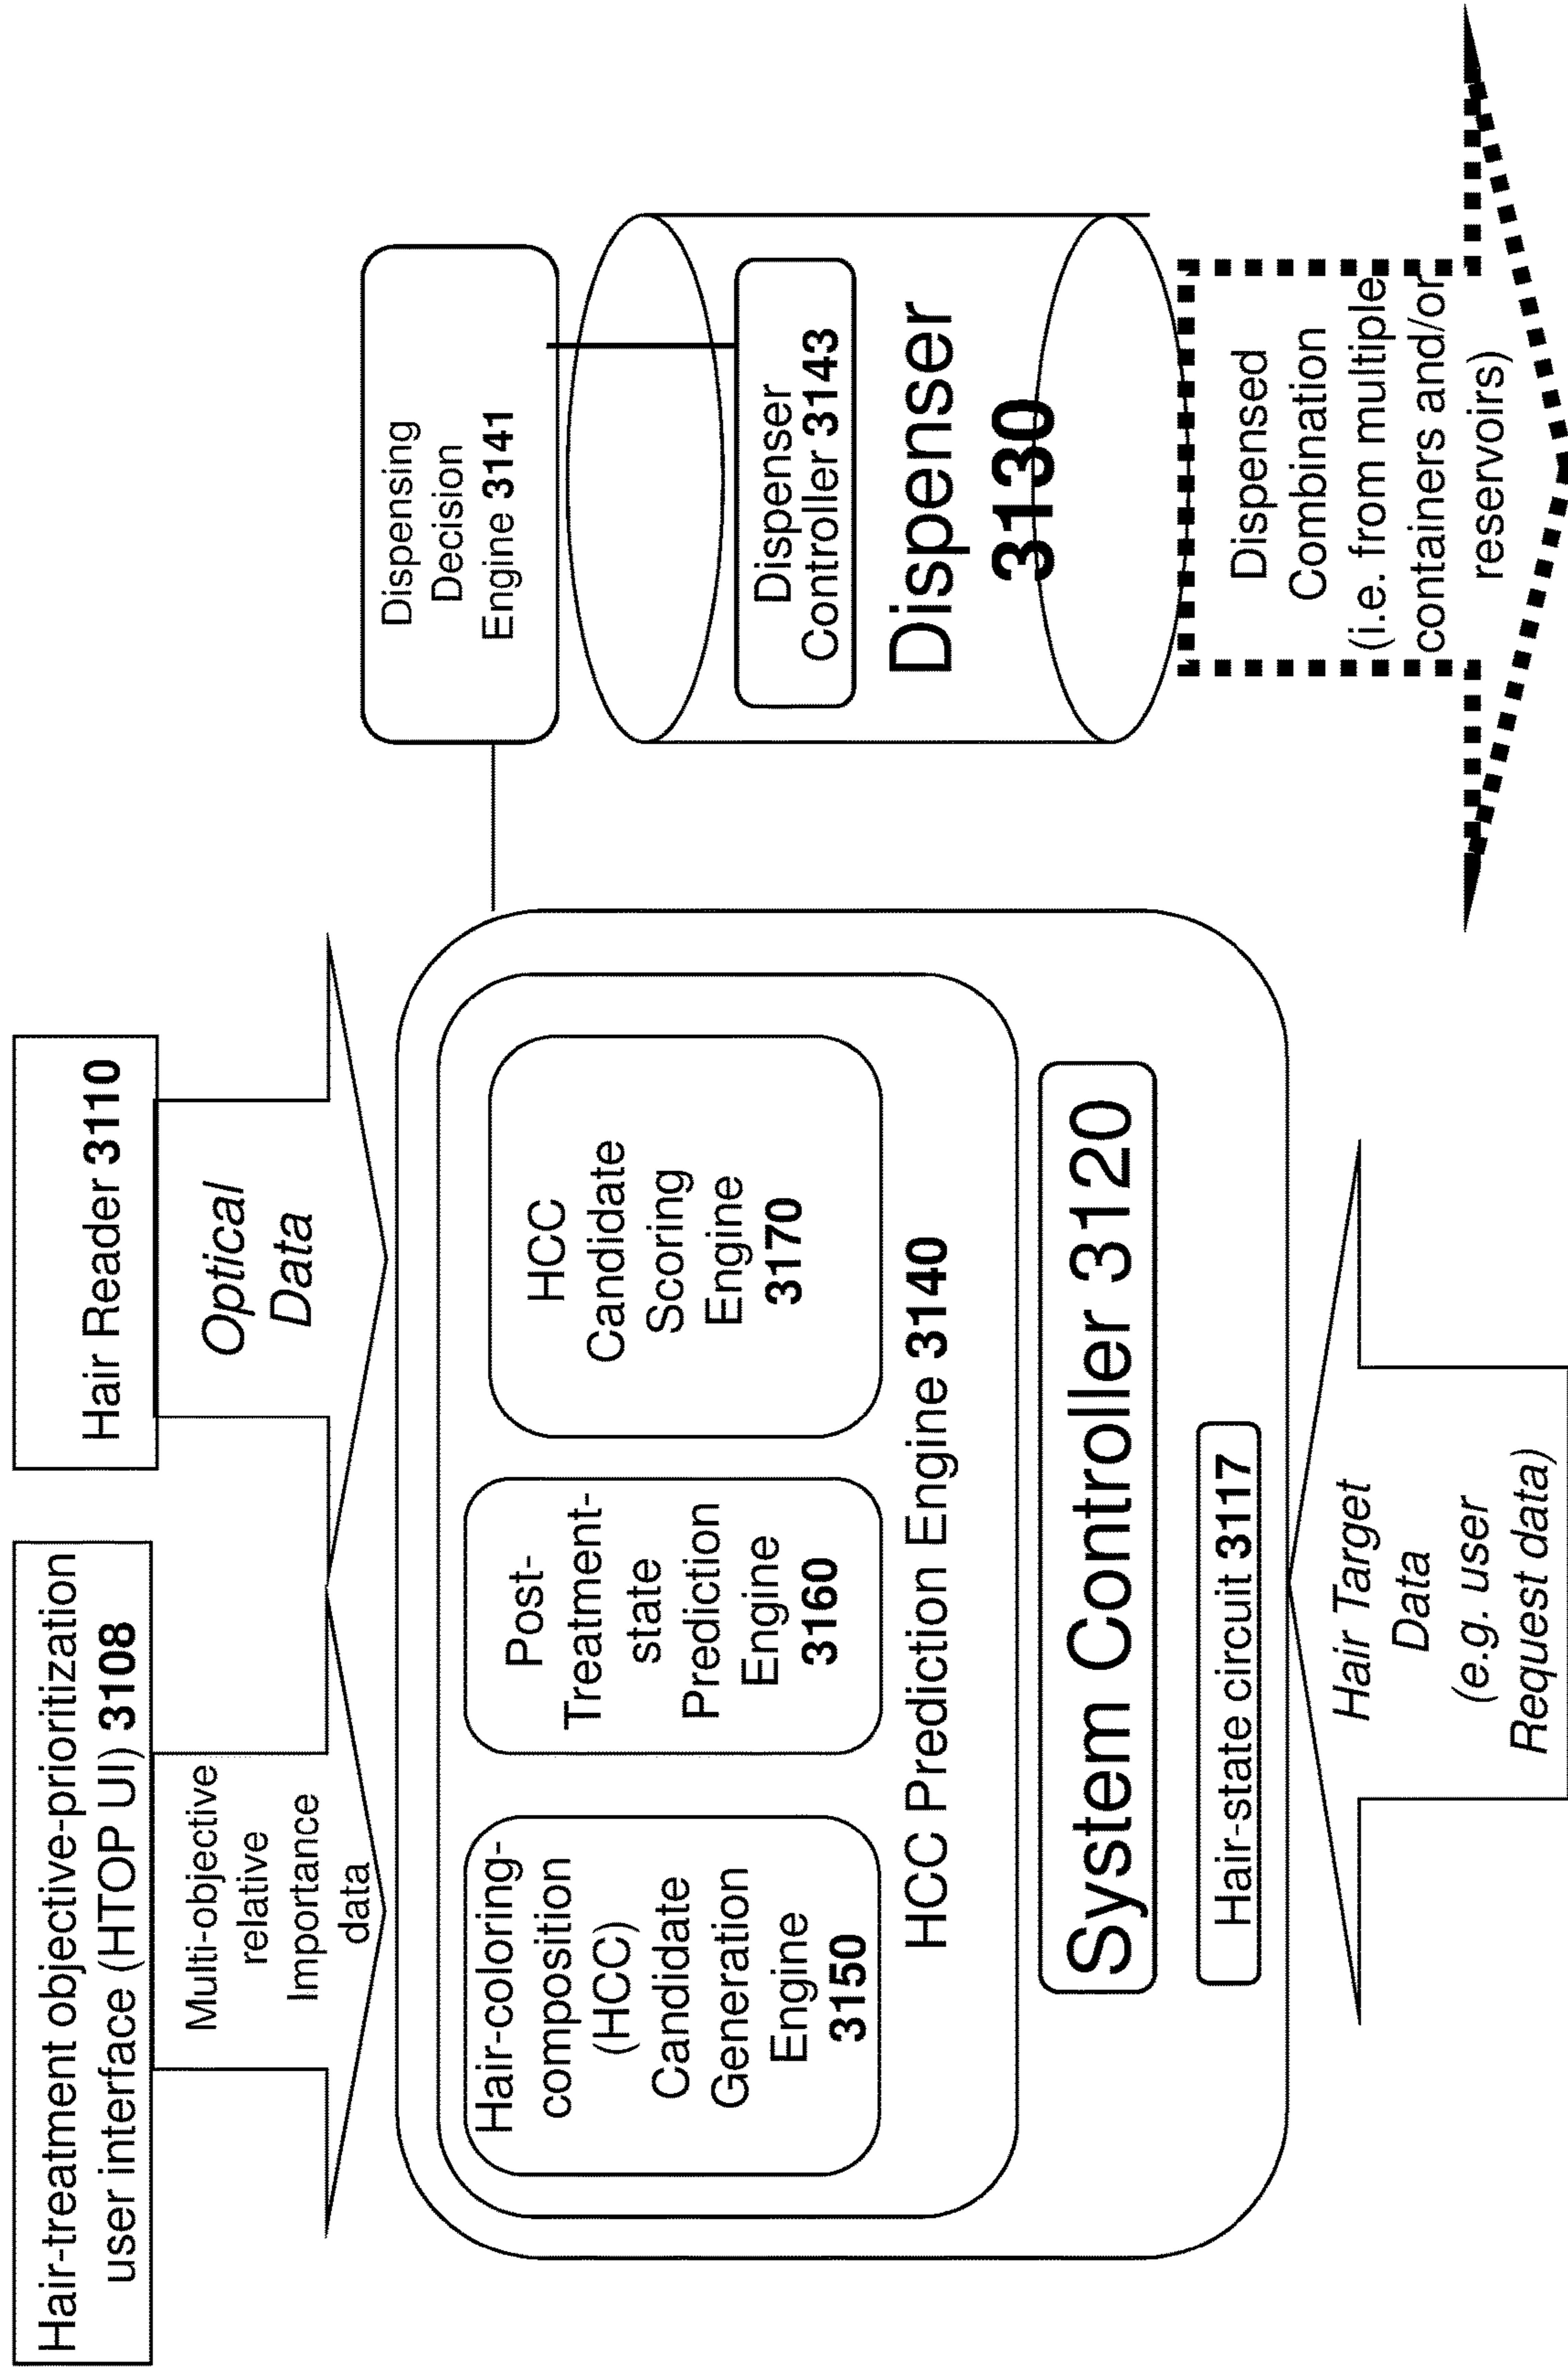 Hair-treatment objective-prioritization
user interface (HTOP UI) 3108
Multi-objective
relative
Importance
data
Hair Reader 3110
Optical
Data
Hair-coloring-
composition
(HCC)
Candidate
Generation
Engine
3150
Post-
Treatment-
state
Prediction
Engine
3160
HCC
Candidate
Scoring
Engine
3170
HCC Prediction Engine 3140
System Controller 3120
Hair-state circuit 3117
Hair Target
Data
(e.g. user
Request data)
Dispensing
Decision
Engine 3141
Dispenser
Controller 3143
Dispenser
3130
Dispensed
Combination
(i.e. from multiple
containers and/or
reservoirs)